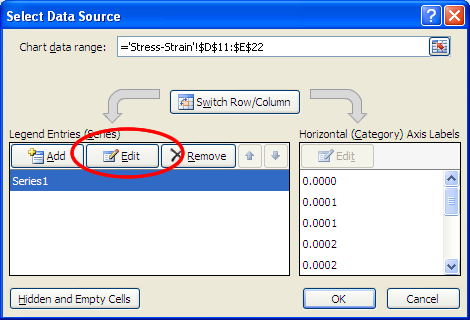 Select Data Source
Chart data range: ='Stress-Strain'!$D$11:$E$22
Switch Row/Column
Legend Entries (Series)
Horizontal (Category) Axis Labels
Add Edit Remove
Edit
Series1
0.0000
0.0001
0.0001
0.0002
0.0002
Hidden and Empty Cells
OK Cancel